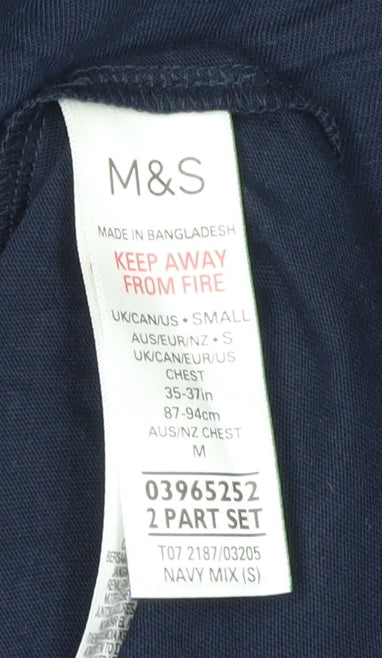 M&S
MADE IN BANGLADESH
KEEP AWAY
FROM FIRE
UK/CAN/US • SMALL
AUS/EUR/NZ • S
UK/CAN/EUR/US
CHEST
35-37in
87-94cm
AUS/NZ CHEST
M
03965252
2 PART SET
T07 2187/03205
NAVY MIX (S)